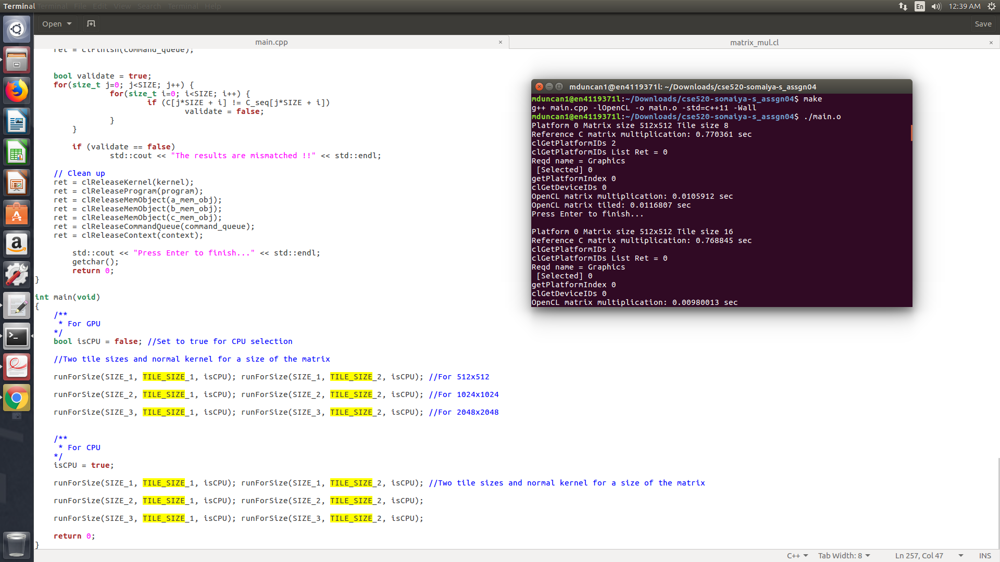 Terminal Terminal File Edit View Search Terminal Help
En
12:39 AM
Open
Save
main.cpp
matrix_mul.cl
ret = clFinish(command_queue);
bool validate = true;
for(size_t j=0; j<SIZE; j++) {
for(size_t i=0; i<SIZE; i++) {
if (C[j*SIZE + i] != C_seq[j*SIZE + i])
validate = false;
}
}
if (validate == false)
std::cout << "The results are mismatched !!" << std::endl;
// Clean up
ret = clReleaseKernel(kernel);
ret = clReleaseProgram(program);
ret = clReleaseMemObject(a_mem_obj);
ret = clReleaseMemObject(b_mem_obj);
ret = clReleaseMemObject(c_mem_obj);
ret = clReleaseCommandQueue(command_queue);
ret = clReleaseContext(context);
std::cout << "Press Enter to finish..." << std::endl;
getchar();
return 0;
}
int main(void)
{
/**
* For GPU
*/
bool isCPU = false; //Set to true for CPU selection
//Two tile sizes and normal kernel for a size of the matrix
runForSize(SIZE_1, TILE_SIZE_1, isCPU); runForSize(SIZE_1, TILE_SIZE_2, isCPU); //For 512x512
runForSize(SIZE_2, TILE_SIZE_1, isCPU); runForSize(SIZE_2, TILE_SIZE_2, isCPU); //For 1024x1024
runForSize(SIZE_3, TILE_SIZE_1, isCPU); runForSize(SIZE_3, TILE_SIZE_2, isCPU); //For 2048x2048
/**
* For CPU
*/
isCPU = true;
runForSize(SIZE_1, TILE_SIZE_1, isCPU); runForSize(SIZE_1, TILE_SIZE_2, isCPU); //Two tile sizes and normal kernel for a size of the matrix
runForSize(SIZE_2, TILE_SIZE_1, isCPU); runForSize(SIZE_2, TILE_SIZE_2, isCPU);
runForSize(SIZE_3, TILE_SIZE_1, isCPU); runForSize(SIZE_3, TILE_SIZE_2, isCPU);
return 0;
}
mduncan1@en4119371l: ~/Downloads/cse520-somaiya-s_assgn04
mduncan1@en4119371l:~/Downloads/cse520-somaiya-s_assgn04$ make
g++ main.cpp -lOpenCL -o main.o -std=c++11 -Wall
mduncan1@en4119371l:~/Downloads/cse520-somaiya-s_assgn04$ ./main.o
Platform 0 Matrix size 512x512 Tile size 8
Reference C matrix multiplication: 0.770361 sec
clGetPlatformIDs 2
clGetPlatformIDs List Ret = 0
Reqd name = Graphics
[Selected] 0
getPlatformIndex 0
clGetDeviceIDs 0
OpenCL matrix multiplication: 0.0105912 sec
OpenCL matrix tiled: 0.0116807 sec
Press Enter to finish...
Platform 0 Matrix size 512x512 Tile size 16
Reference C matrix multiplication: 0.768845 sec
clGetPlatformIDs 2
clGetPlatformIDs List Ret = 0
Reqd name = Graphics
[Selected] 0
getPlatformIndex 0
clGetDeviceIDs 0
OpenCL matrix multiplication: 0.00980013 sec
C++
Tab Width: 8
Ln 257, Col 47
INS